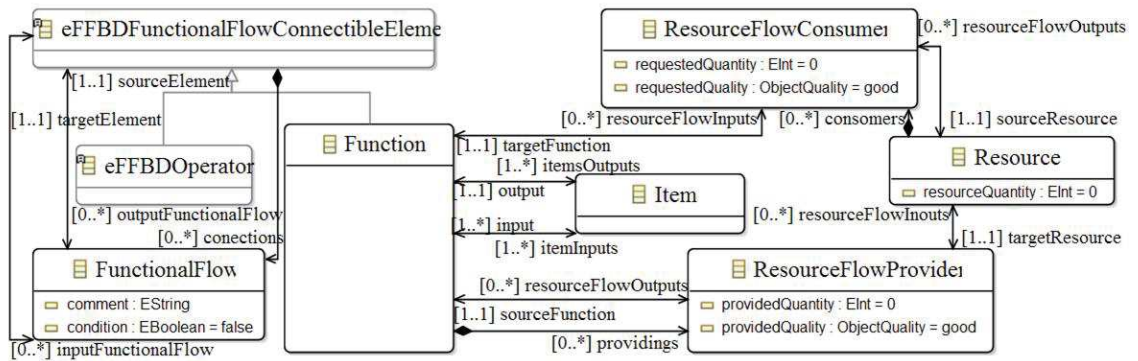 eFFBDFunctionalFlowConnectibleEleme
[1..1] sourceElement
[1..1] targetElement
eFFBDOperator
[0..*] outputFunctionalFlow
[0..*] conections
FunctionalFlow
comment : EString
condition : EBoolean = false
[0..*] inputFunctionalFlow
Function
ResourceFlowConsumer
requestedQuantity : EInt = 0
requestedQuality : ObjectQuality = good
[0..*] resourceFlowOutputs
[0..*] resourceFlowInputs
[0..*] consomers
[1..1] sourceResource
[1..1] targetFunction
[1..*] itemsOutputs
[1..1] output
Item
[1..*] input
[1..*] itemInputs
Resource
resourceQuantity : EInt = 0
[0..*] resourceFlowInouts
[1..1] targetResource
ResourceFlowProvider
providedQuantity : EInt = 0
providedQuality : ObjectQuality = good
[0..*] resourceFlowOutputs
[1..1] sourceFunction
[0..*] providings